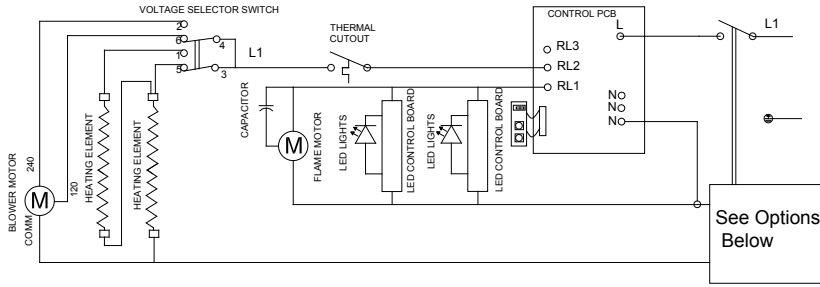 VOLTAGE SELECTOR SWITCH
2
6
4
1
5
3
L1
THERMAL
CUTOUT
CONTROL PCB
L
RL3
RL2
RL1
N
N
N
L1
CAPACITOR
M
FLAME MOTOR
LED LIGHTS
LED CONTROL BOARD
LED LIGHTS
LED CONTROL BOARD
HEATING ELEMENT
HEATING ELEMENT
BLOWER MOTOR
240
120
COMM
M
See Options
Below